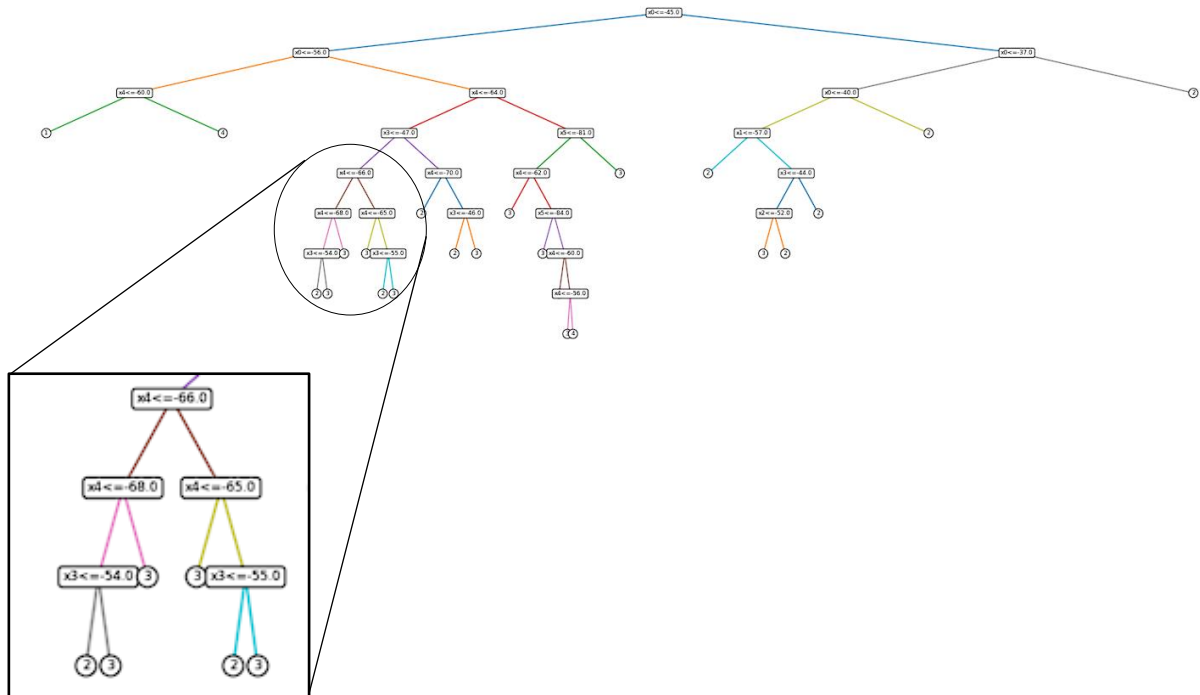 x0<=-45.0
x0<=-56.0 x0<=-37.0
x4<=-60.0 x4<=-64.0 x0<=-40.0 2
1 4 x3<=-47.0 x5<=-81.0 x1<=-57.0 2
x4<=-66.0 x4<=-70.0 x4<=-62.0 3 2 x3<=-44.0
x4<=-68.0 x4<=-65.0 3 x3<=-46.0 3 x5<=-84.0 x2<=-52.0 2
x3<=-54.0 3 3 x3<=-55.0 2 3 3 x4<=-60.0 3 2
2 3 2 3 x4<=-56.0
4
x4<=-66.0
x4<=-68.0 x4<=-65.0
x3<=-54.0 3 3 x3<=-55.0
2 3 2 3